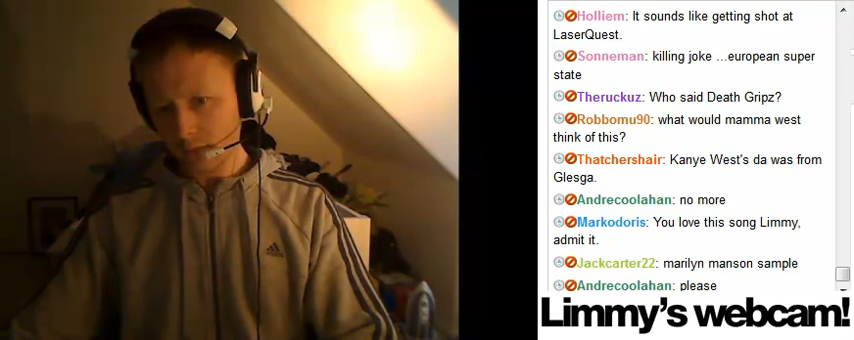 Holliem: It sounds like getting shot at
LaserQuest.
Sonneman: killing joke ...european super
state
Theruckuz: Who said Death Gripz?
Robbomu90: what would mamma west
think of this?
Thatchershair: Kanye West's da was from
Glesga.
Andrecoolahan: no more
Markodoris: You love this song Limmy,
admit it.
Jackcarter22: marilyn manson sample
Andrecoolahan: please
Limmy's webcam!